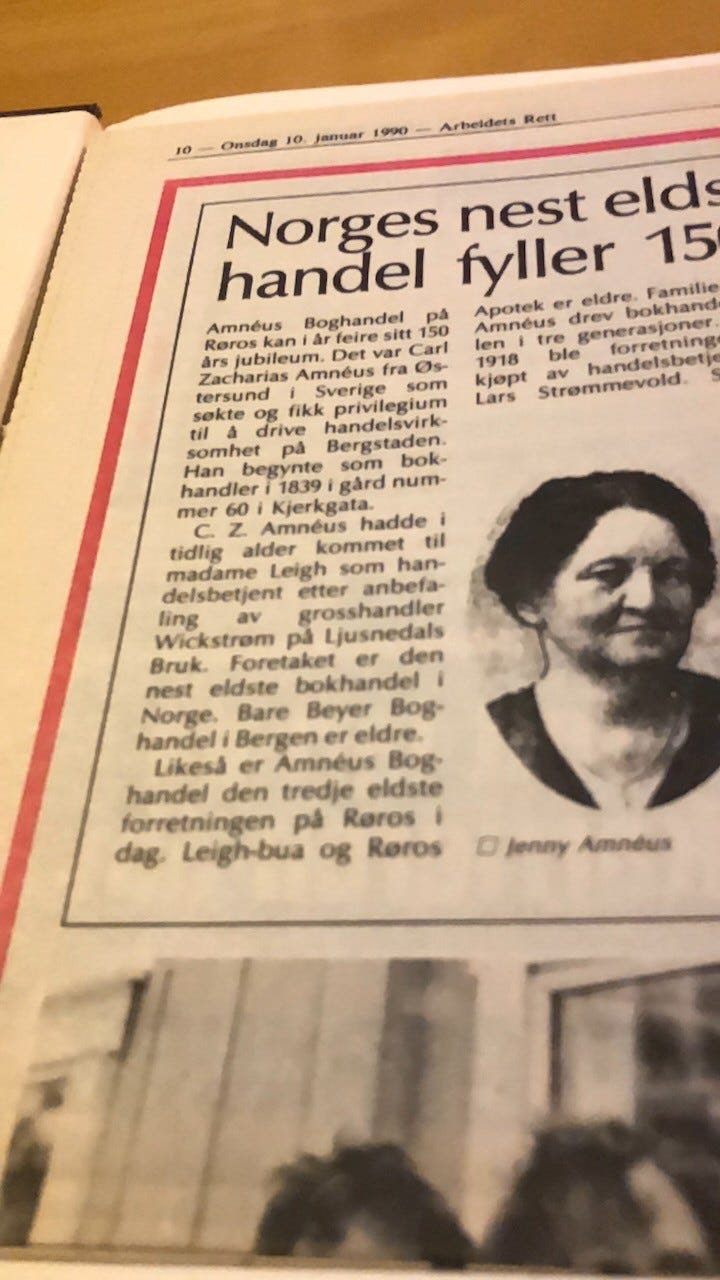 10 — Onsdag 10. januar 1990 — Arbeidets Rett
Norges nest elds
handel fyller 15
Amnéus Boghandel på
Røros kan i år feire sitt 150
års jubileum. Det var Carl
Zacharias Amnéus fra Øs-
tersund i Sverige som
søkte og fikk privilegium
til å drive handelsvirk-
somhet på Bergstaden.
Han begynte som bok-
handler i 1839 i gård num-
mer 60 i Kjerkgata.
C. Z. Amnéus hadde i
tidlig alder kommet til
madame Leigh som han-
delsbetjent etter anbefa-
ling av grosshandler
Wickstrøm på Ljusnedals
Bruk. Foretaket er den
nest eldste bokhandel i
Norge. Bare Beyer Bog-
handel i Bergen er eldre.
Likeså er Amnéus Bog-
handel den tredje eldste
forretningen på Røros i
dag. Leigh-bua og Røros
Apotek er eldre. Familie
Amnéus drev bokhand
len i tre generasjoner.
1918 ble forretning
kjøpt av handelsbetje
Lars Strømmevold. S
Jenny Amnéus